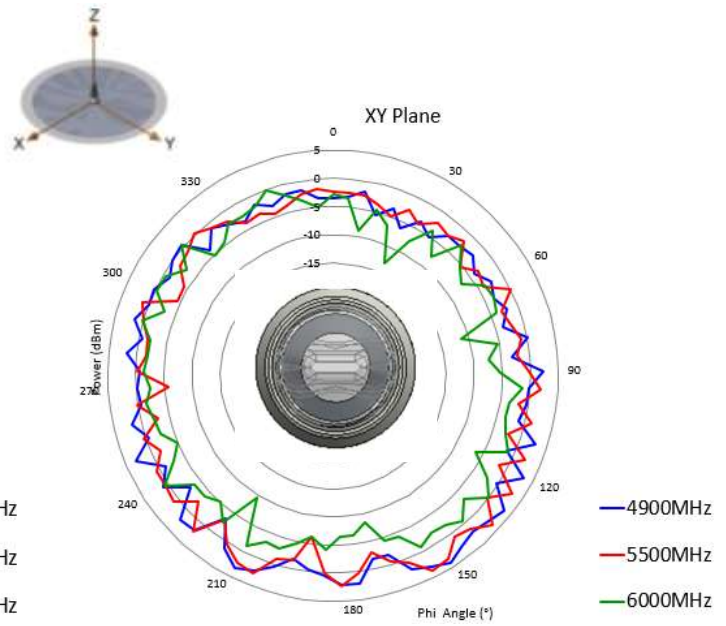 Z
X
Y
XY Plane
0
30
60
90
120
150
180
210
240
270
300
330
5
0
-5
-10
-15
Power (dBm)
Phi Angle (°)
Hz
Hz
Hz
4900MHz
5500MHz
6000MHz